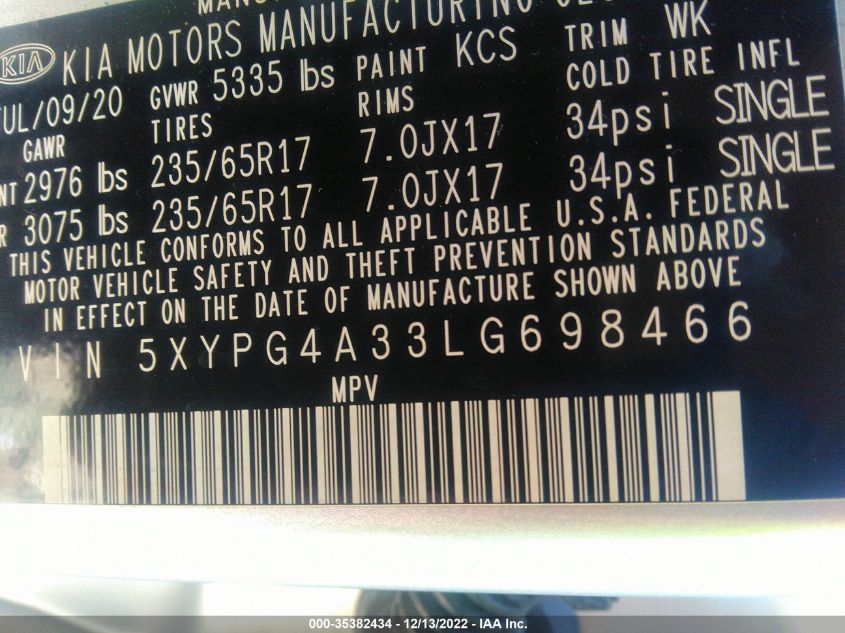 KIA KIA MOTORS MANUFACTURING
JUL/09/20 GVWR 5335 lbs PAINT KCS TRIM WK
GAWR TIRES RIMS COLD TIRE INFL
2976 lbs 235/65R17 7.0JX17 34psi SINGLE
3075 lbs 235/65R17 7.0JX17 34psi SINGLE
THIS VEHICLE CONFORMS TO ALL APPLICABLE U.S.A. FEDERAL
MOTOR VEHICLE SAFETY AND THEFT PREVENTION STANDARDS
IN EFFECT ON THE DATE OF MANUFACTURE SHOWN ABOVE
VIN 5XYPG4A33LG698466
MPV
000-35382434 - 12/13/2022 - IAA Inc.